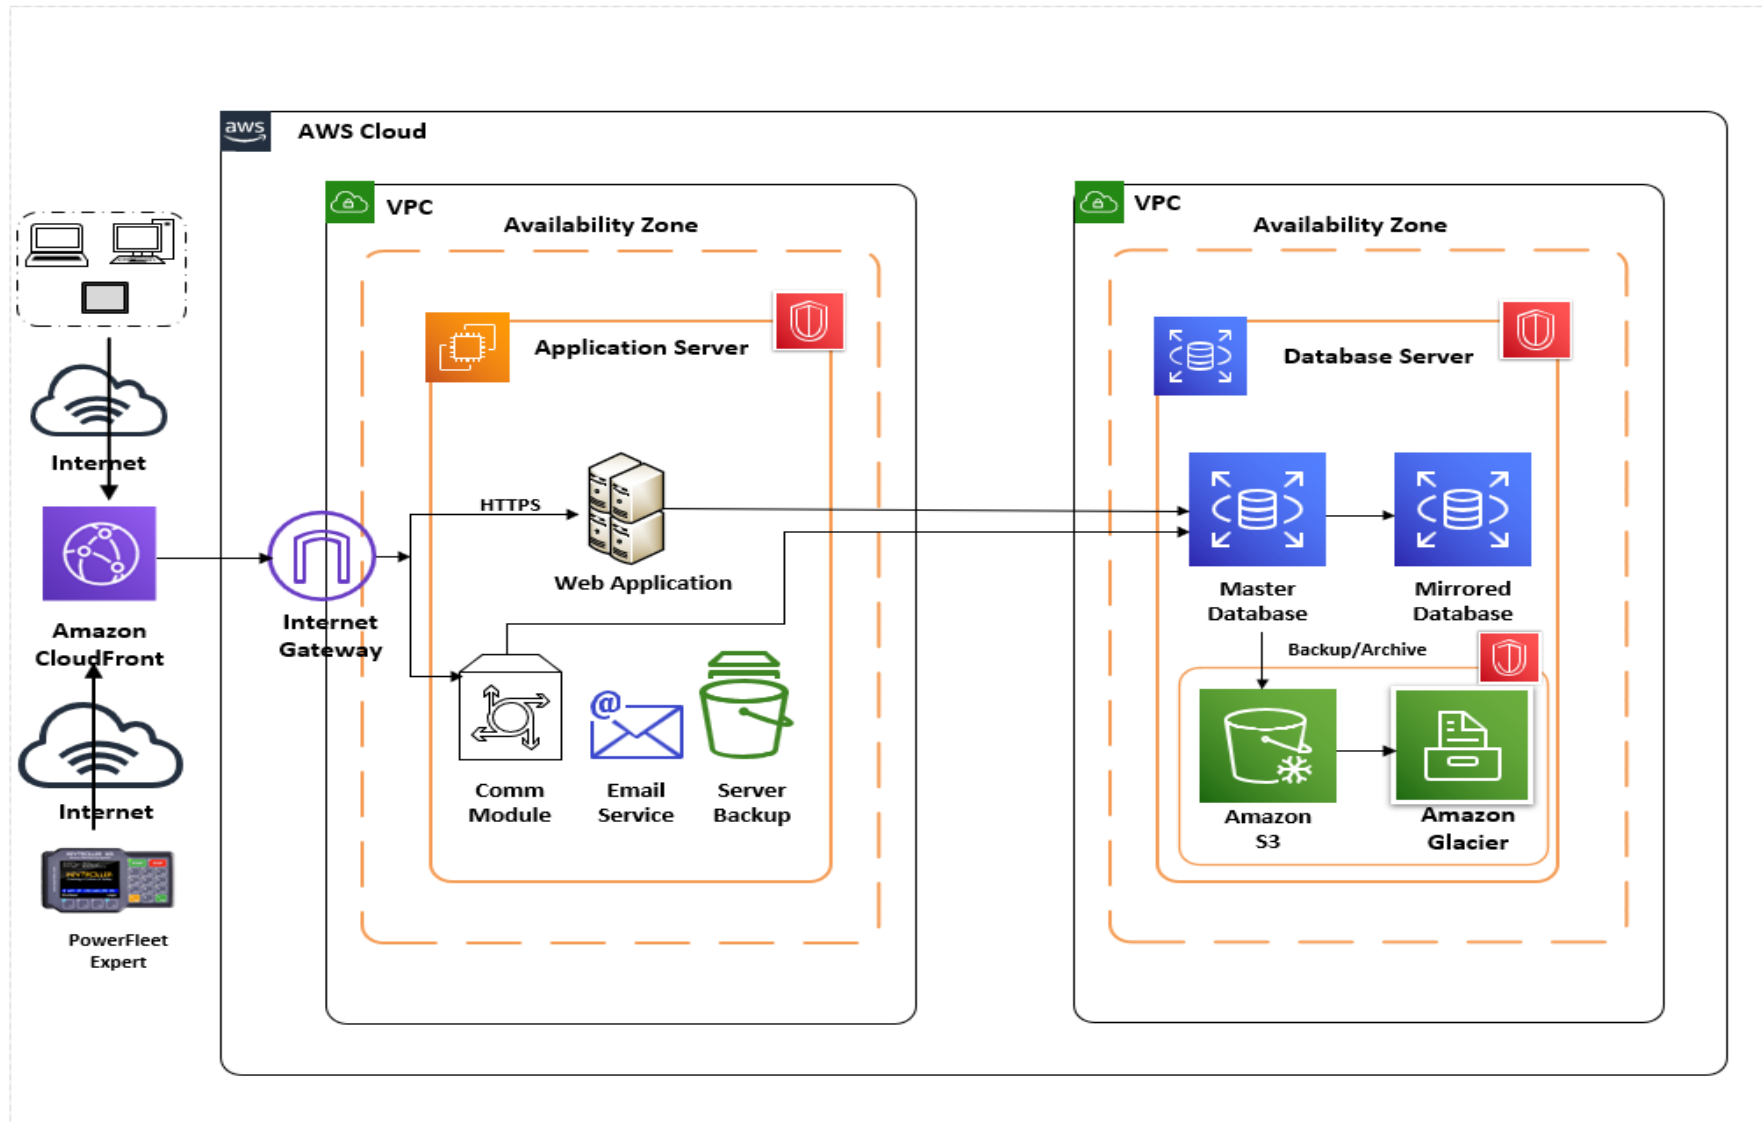 aws
AWS Cloud
VPC
Availability Zone
Application Server
HTTPS
Web Application
Comm
Module
Email
Service
Server
Backup
VPC
Availability Zone
Database Server
Master
Database
Mirrored
Database
Backup/Archive
Amazon
S3
Amazon
Glacier
Internet
Amazon
CloudFront
Internet
Gateway
Internet
PowerFleet
Expert